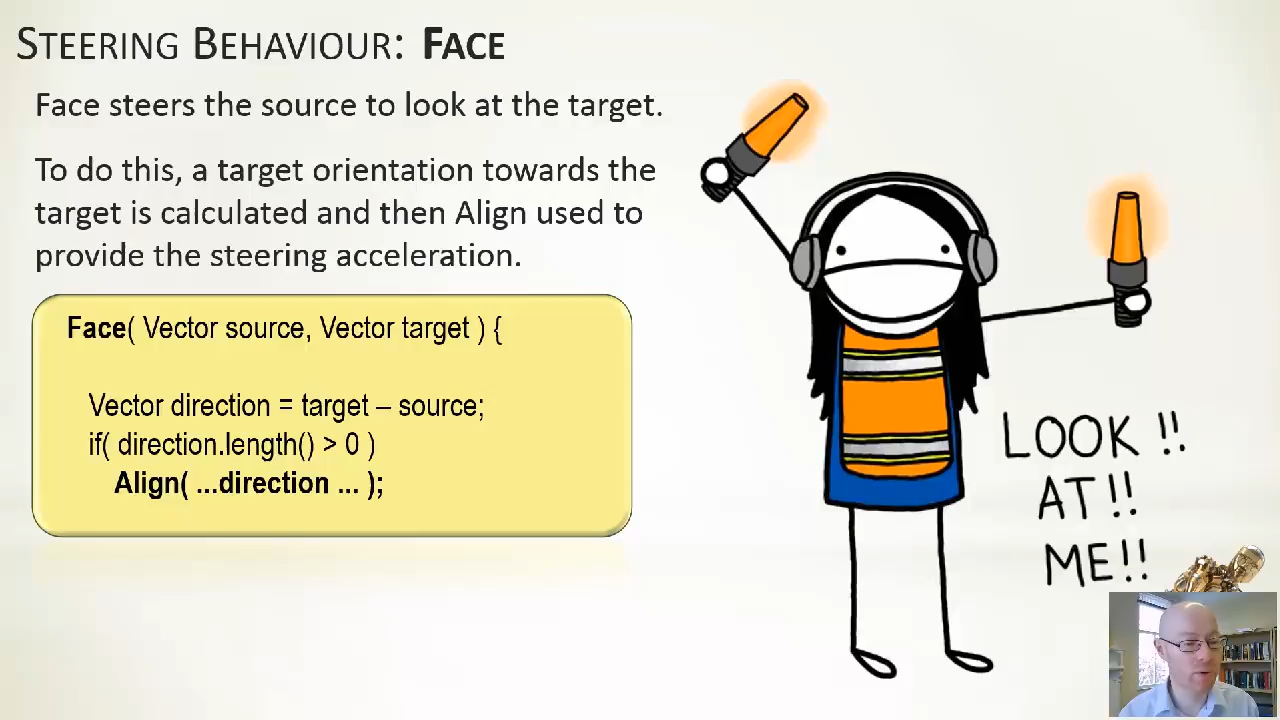 STEERING BEHAVIOUR: FACE
Face steers the source to look at the target.
To do this, a target orientation towards the
target is calculated and then Align used to
provide the steering acceleration.
Face( Vector source, Vector target ) {
Vector direction = target – source;
if( direction.length() > 0 )
Align( ...direction ... );
LOOK !!
AT !!
ME!!